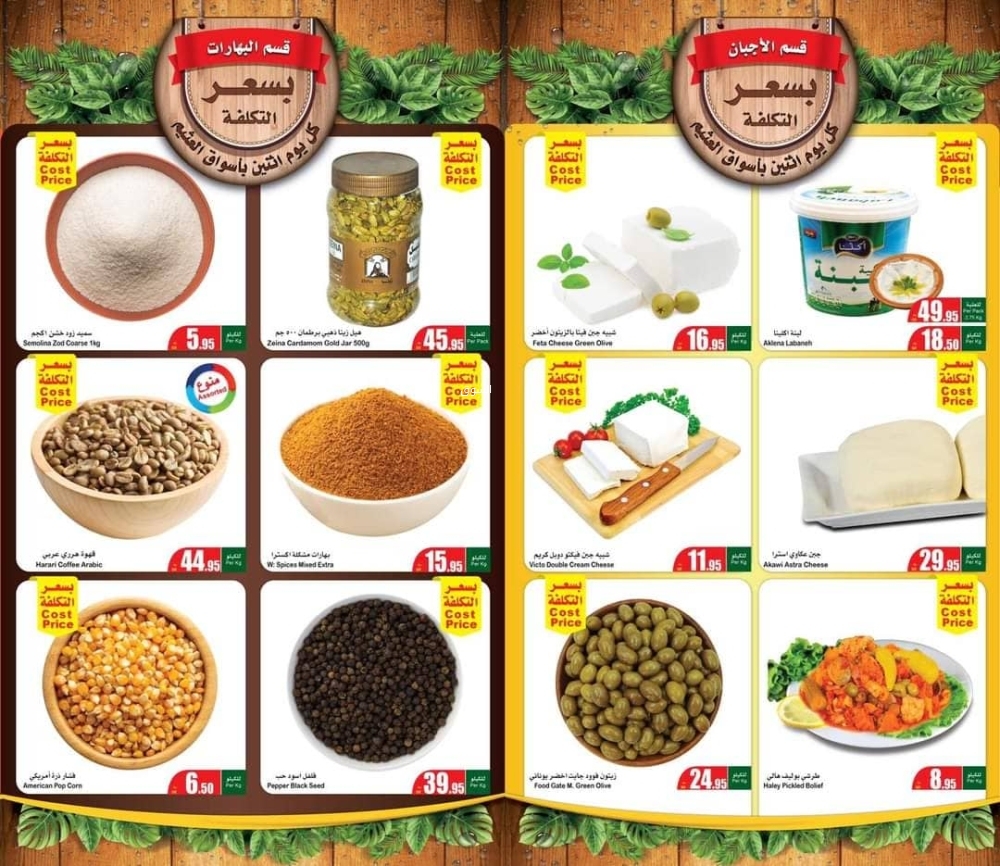 قسم البهارات
بسعر
التكلفة
كل يوم اثنين بأسواق العثيم
بسعر
التكلفة
Cost
Price
سميد زود خشن ١كجم
Semolina Zod Coarse 1kg
5.95
للكيلو
Per Kg
بسعر
التكلفة
Cost
Price
هيل زينا ذهبي برطمان ٥٠٠ جم
Zeina Cardamom Gold Jar 500g
45.95
للحبة
Per Pack
بسعر
التكلفة
Cost
Price
منوع
Assorted
قهوة هرري عربي
Harari Coffee Arabic
44.95
للكيلو
Per Kg
بسعر
التكلفة
Cost
Price
بهارات مشكلة اكسترا
W: Spices Mixed Extra
15.95
للكيلو
Per Kg
بسعر
التكلفة
Cost
Price
فشار ذرة أمريكي
American Pop Corn
6.50
للكيلو
Per Kg
بسعر
التكلفة
Cost
Price
فلفل اسود حب
Pepper Black Seed
39.95
للكيلو
Per Kg
قسم الأجبان
بسعر
التكلفة
كل يوم اثنين بأسواق العثيم
بسعر
التكلفة
Cost
Price
شبيه جبن فيتا بالزيتون أخضر
Feta Cheese Green Olive
16.95
للكيلو
Per Kg
بسعر
التكلفة
Cost
Price
لبنة اكلينا
Aklena Labaneh
49.95
Per Pack
2.75 Kg
18.50
للكيلو
Per Kg
بسعر
التكلفة
Cost
Price
شبيه جبن فيكتو دوبل كريم
Victo Double Cream Cheese
11.95
للكيلو
Per Kg
بسعر
التكلفة
Cost
Price
جبن عكاوي استرا
Akawi Astra Cheese
29.95
للكيلو
Per Kg
بسعر
التكلفة
Cost
Price
زيتون فوود جايت اخضر يوناني
Food Gate M. Green Olive
24.95
للكيلو
Per Kg
بسعر
التكلفة
Cost
Price
طرشي بوليف هالي
Haley Pickled Bolief
8.95
للكيلو
Per Kg